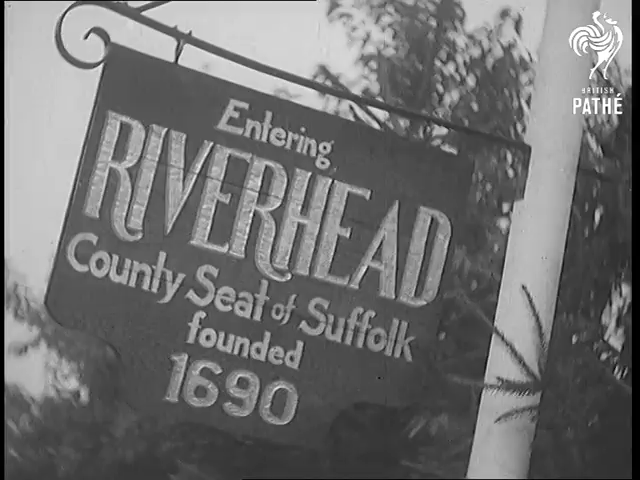 BRITISH
PATHÉ
Entering
RIVERHEAD
County Seat of Suffolk
founded
1690